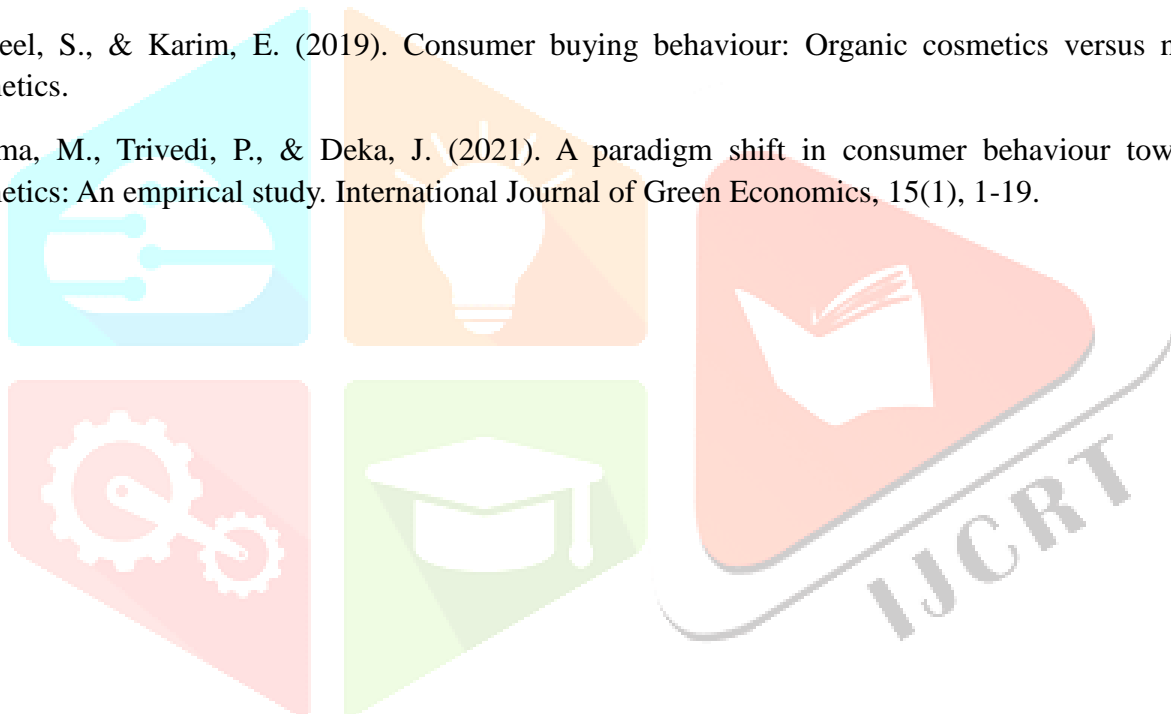 eel, S., & Karim, E. (2019). Consumer buying behaviour: Organic cosmetics versus
etics.
ma, M., Trivedi, P., & Deka, J. (2021). A paradigm shift in consumer behaviour tow
etics: An empirical study. International Journal of Green Economics, 15(1), 1-19.
IJCRT